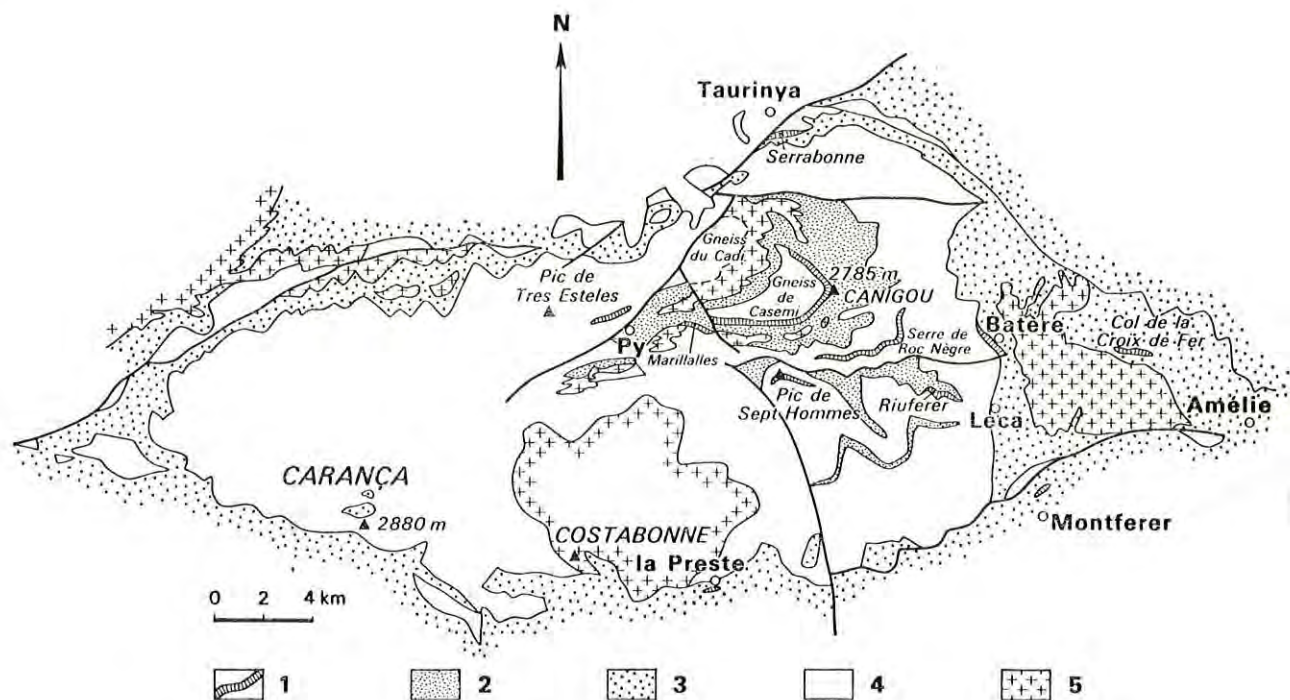 N
Taurinya
Serrabonne
Gneiss
du Cadi
Pic de
Tres Esteles
2785 m
CANIGOU
Gneiss
de
Casemi
θ
Batère
Col de la
Croix de Fer
Serre de
Roc Nègre
Py
Marillalles
Pic de
Sept Hommes
Riuferer
Leca
Amélie
CARANÇA
2880 m
COSTABONNE
la Preste
Montferer
0 2 4 km
1 2 3 4 5